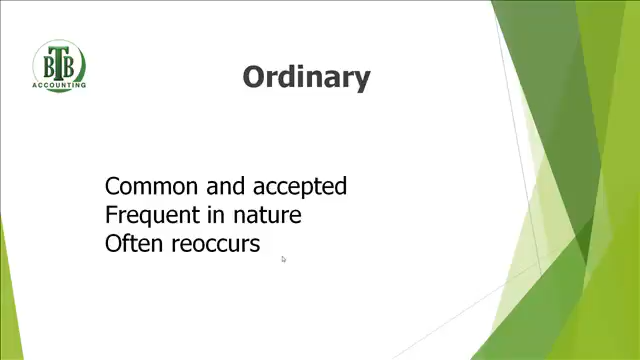 BTB
ACCOUNTING
Ordinary
Common and accepted
Frequent in nature
Often reoccurs